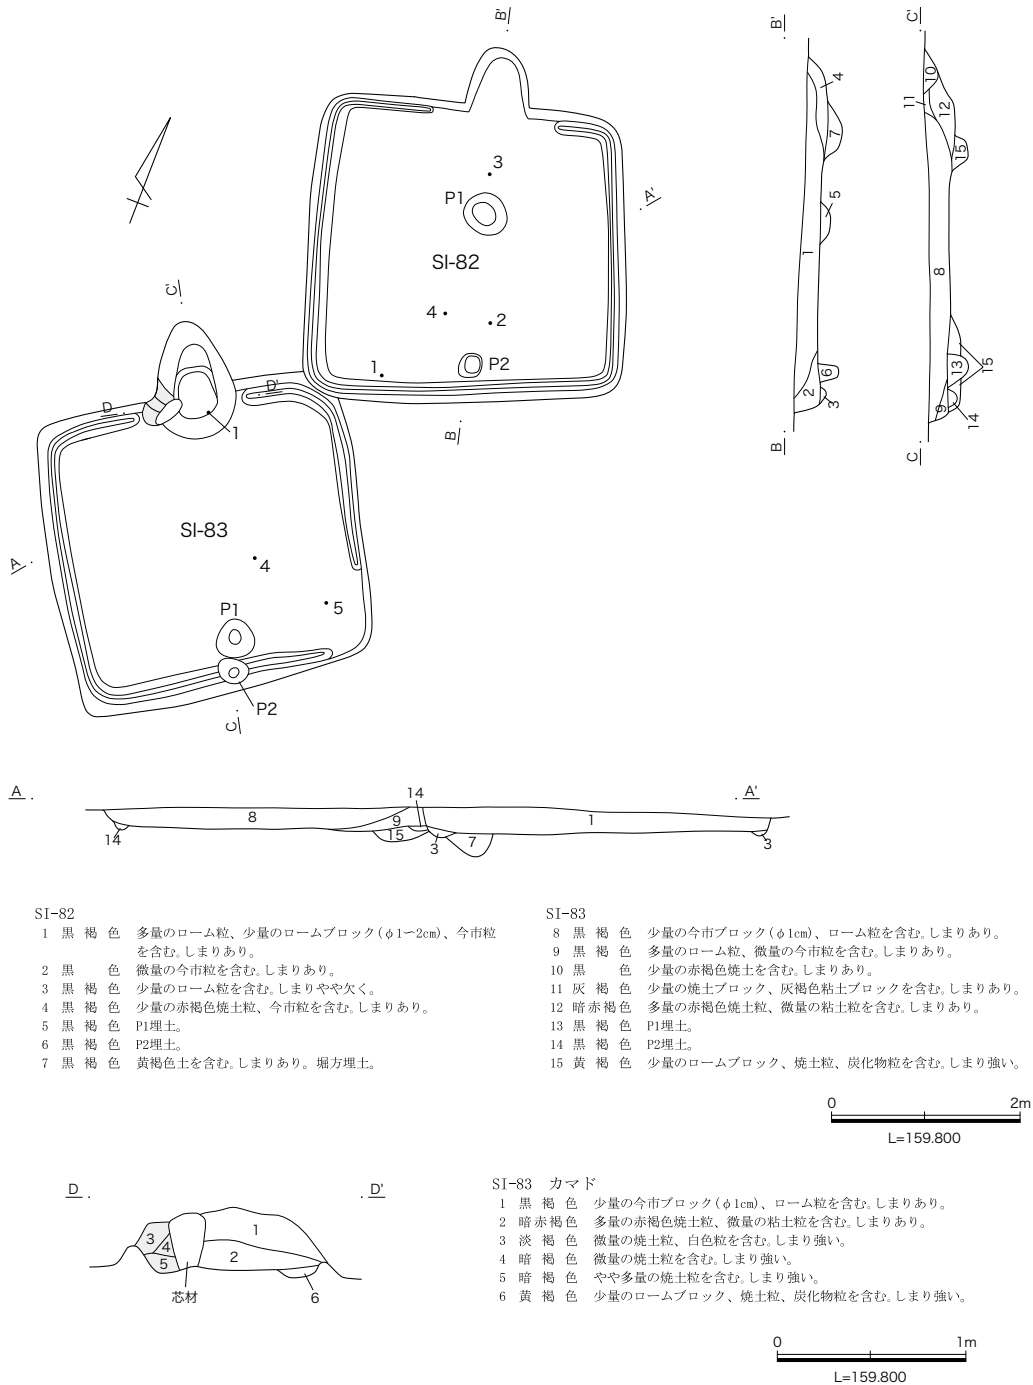 B'
B'
C'
4
10
11
12
7
15
3
P1
A'
5
SI-82
1
8
C'
4
2
1
P2
6
13
15
D'
D
2
3
9
14
1
B
B
C
SI-83
A
4
5
P1
P2
C
A
14
A'
8
9
1
15
14
3
7
3
SI-82
1 黒褐色 多量のローム粒、少量のロームブロック(φ1〜2cm)、今市粒
を含む。しまりあり。
2 黒色 微量の今市粒を含む。しまりあり。
3 黒褐色 少量のローム粒を含む。しまりやや欠く。
4 黒褐色 少量の赤褐色焼土粒、今市粒を含む。しまりあり。
5 黒褐色 P1埋土。
6 黒褐色 P2埋土。
7 黒褐色 黄褐色土を含む。しまりあり。堀方埋土。
SI-83
8 黒褐色 少量の今市ブロック(φ1cm)、ローム粒を含む。しまりあり。
9 黒褐色 多量のローム粒、微量の今市粒を含む。しまりあり。
10 黒色 少量の赤褐色焼土を含む。しまりあり。
11 灰褐色 少量の焼土ブロック、灰褐色粘土ブロックを含む。しまりあり。
12 暗赤褐色 多量の赤褐色焼土粒、微量の粘土粒を含む。しまりあり。
13 黒褐色 P1埋土。
14 黒褐色 P2埋土。
15 黄褐色 少量のロームブロック、焼土粒、炭化物粒を含む。しまり強い。
0 2m
L=159.800
D
D'
1
3
4
2
5
芯材
6
SI-83 カマド
1 黒褐色 少量の今市ブロック(φ1cm)、ローム粒を含む。しまりあり。
2 暗赤褐色 多量の赤褐色焼土粒、微量の粘土粒を含む。しまりあり。
3 淡褐色 微量の焼土粒、白色粒を含む。しまり強い。
4 暗褐色 微量の焼土粒を含む。しまり強い。
5 暗褐色 やや多量の焼土粒を含む。しまり強い。
6 黄褐色 少量のロームブロック、焼土粒、炭化物粒を含む。しまり強い。
0 1m
L=159.800